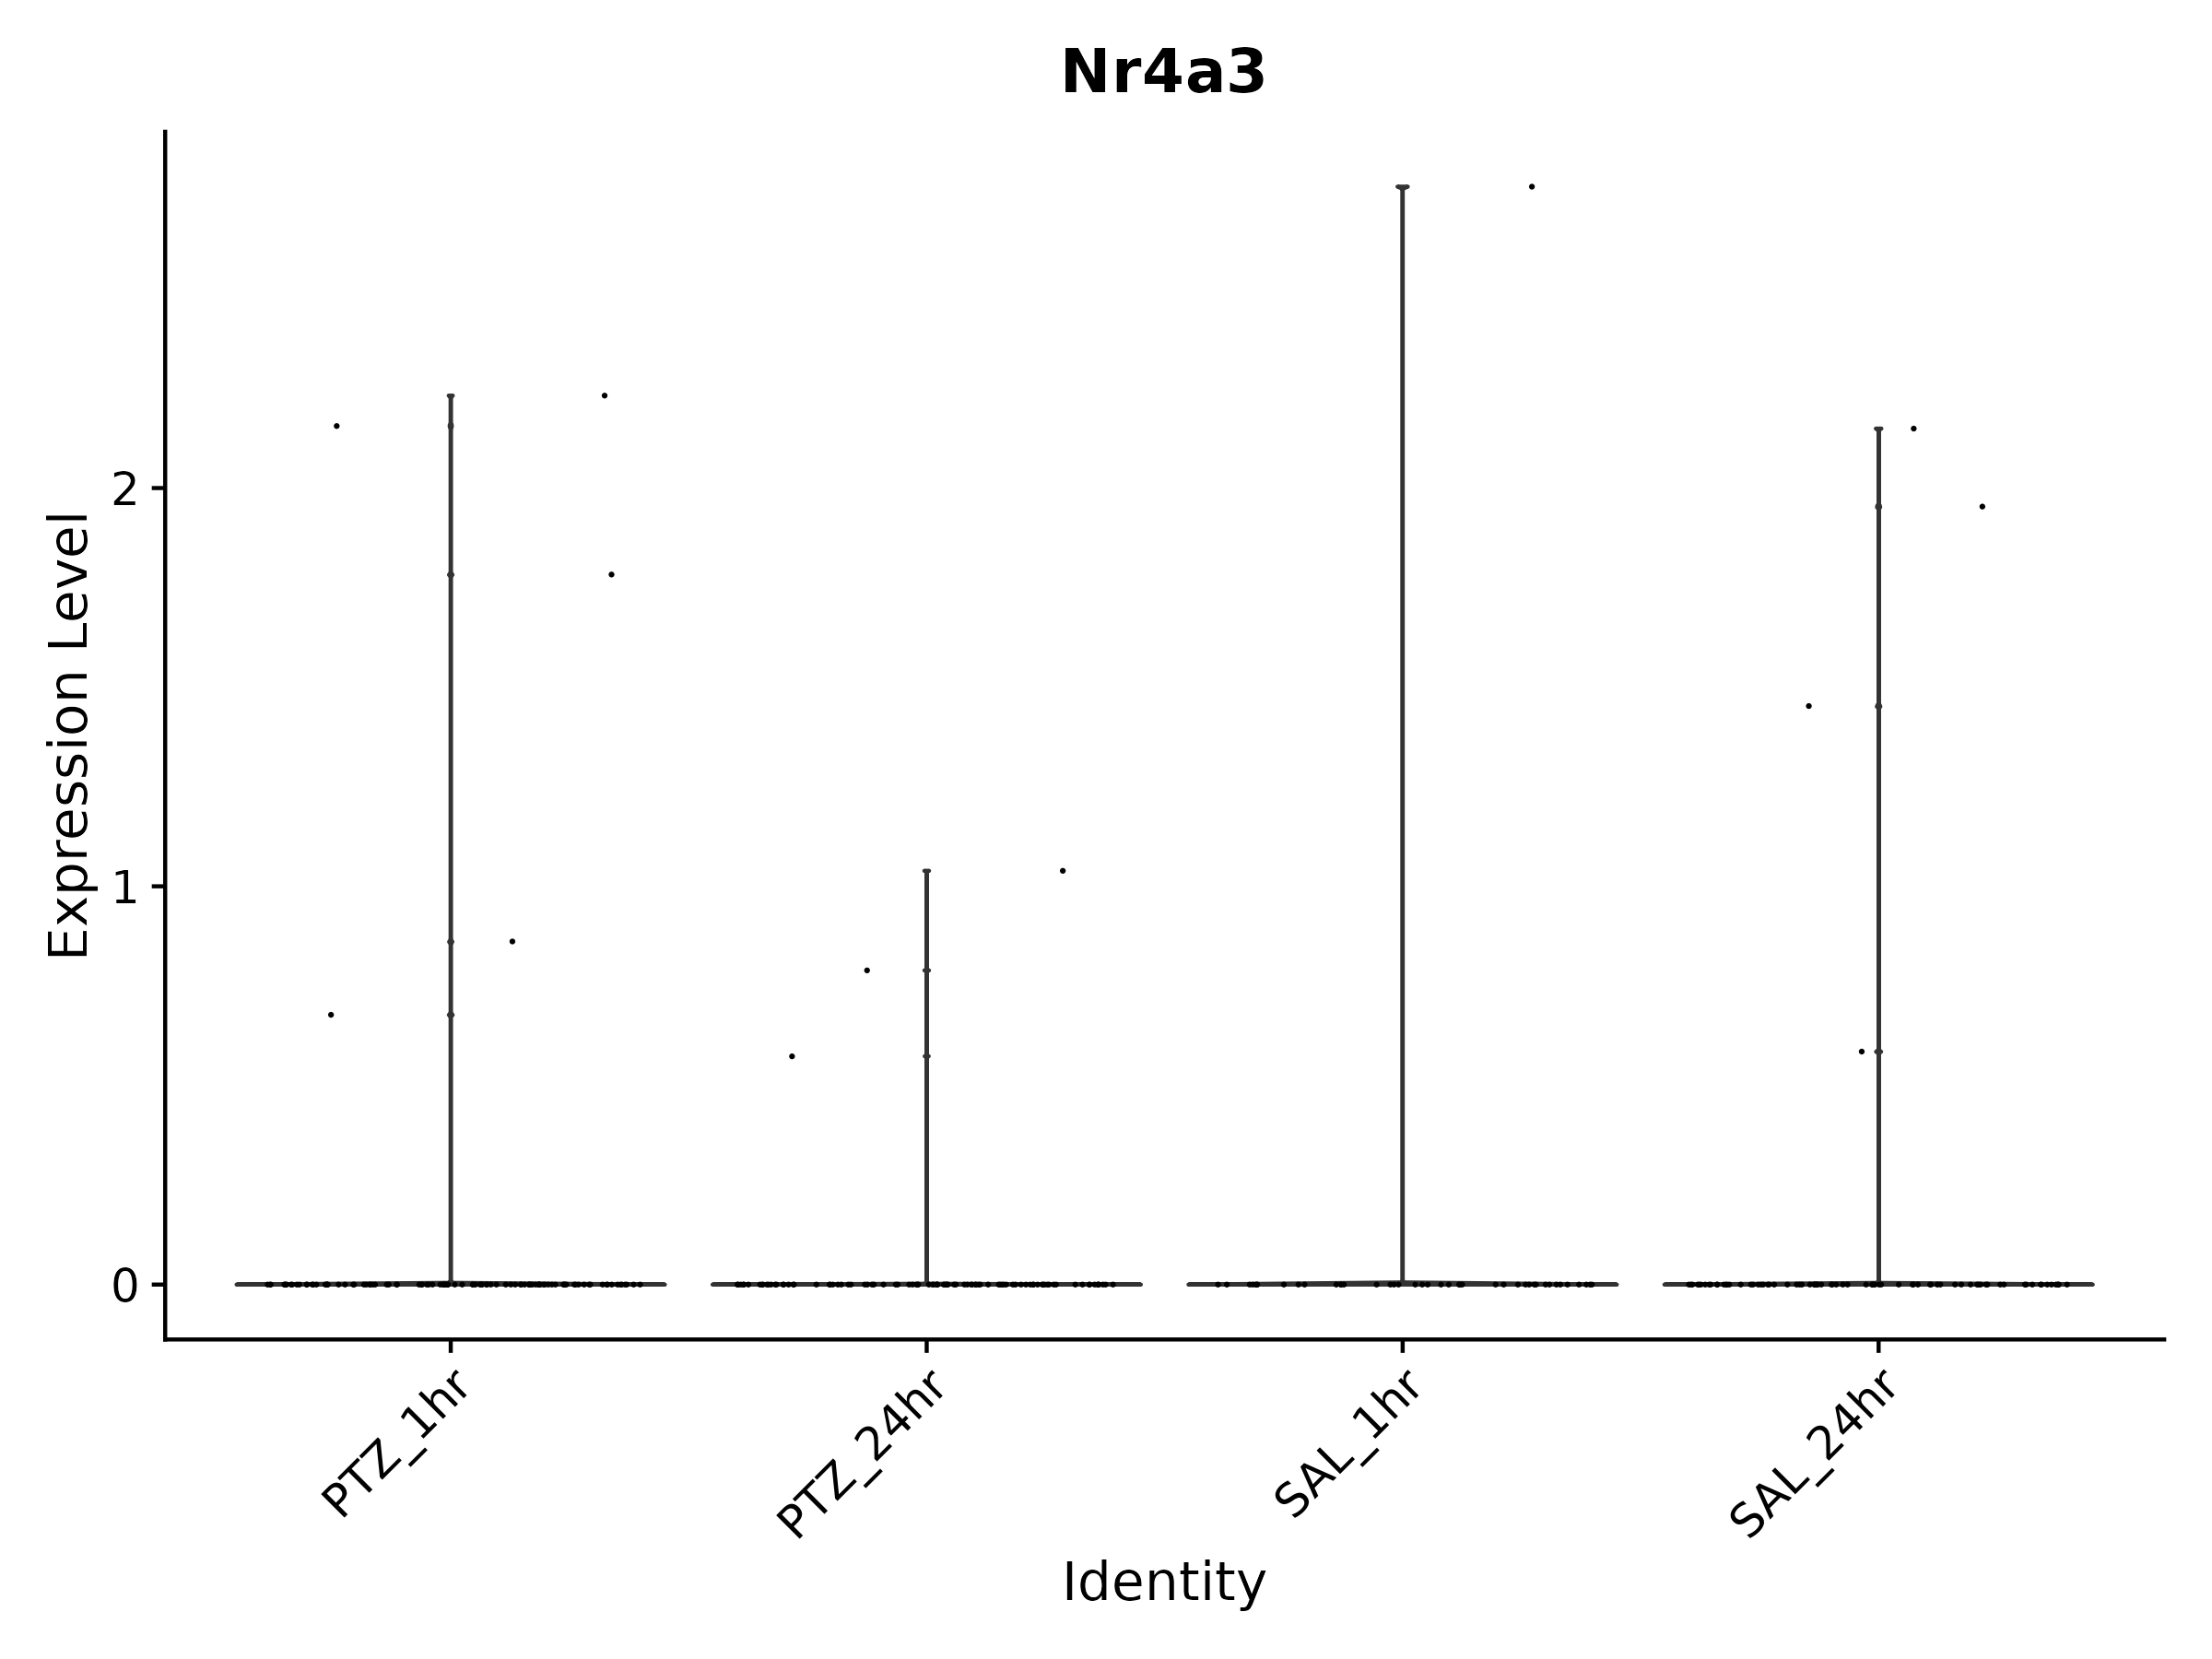 Nr4a3
Expression Level
2
1
0
PTZ_1hr
PTZ_24hr
SAL_1hr
SAL_24hr
Identity